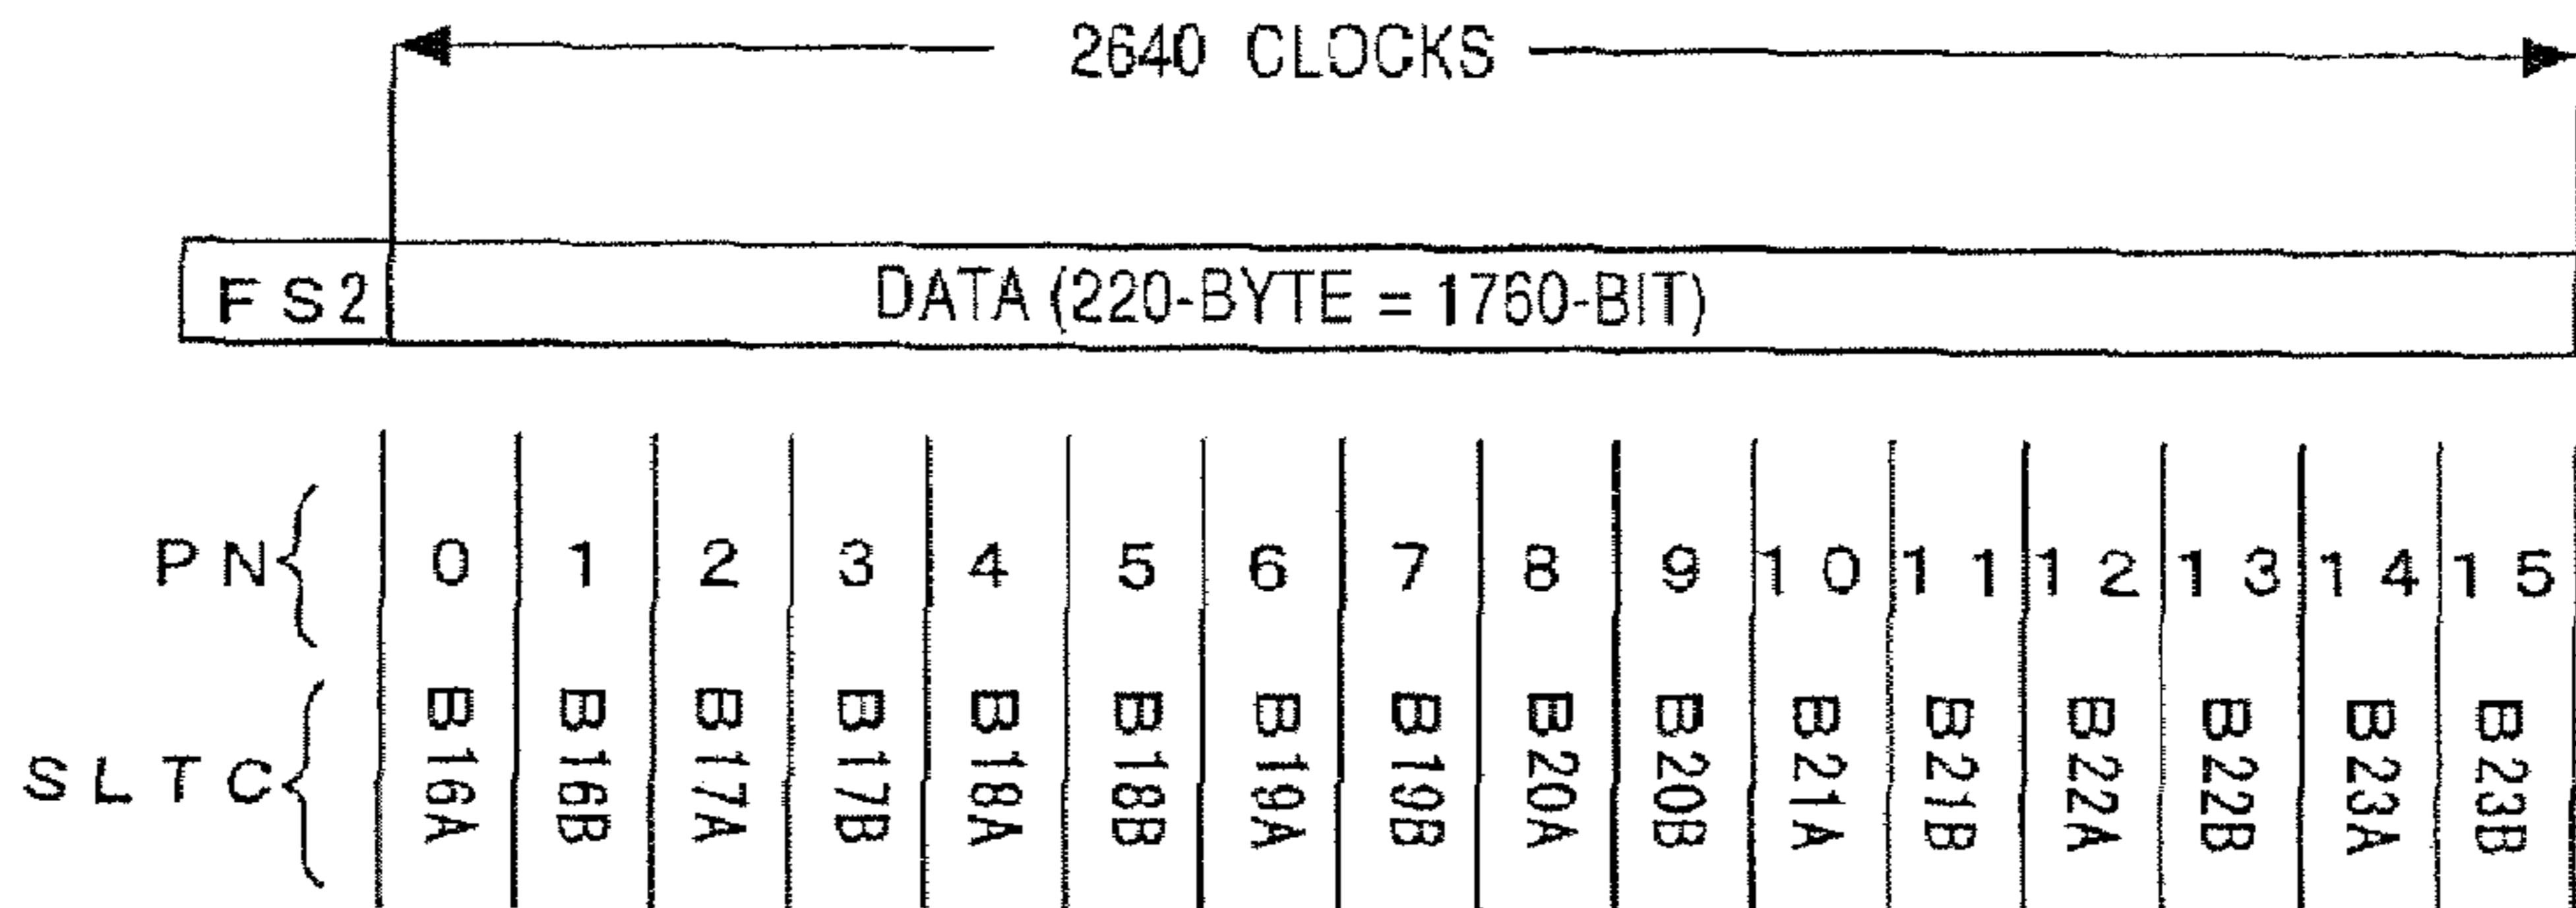 2640 CLOCKS
FS2 DATA (220-BYTE = 1760-BIT)
PN 0 1 2 3 4 5 6 7 8 9 10 11 12 13 14 15
SLTC B16A B16B B17A B17B B18A B18B B19A B19B B20A B20B B21A B21B B22A B22B B23A B23B